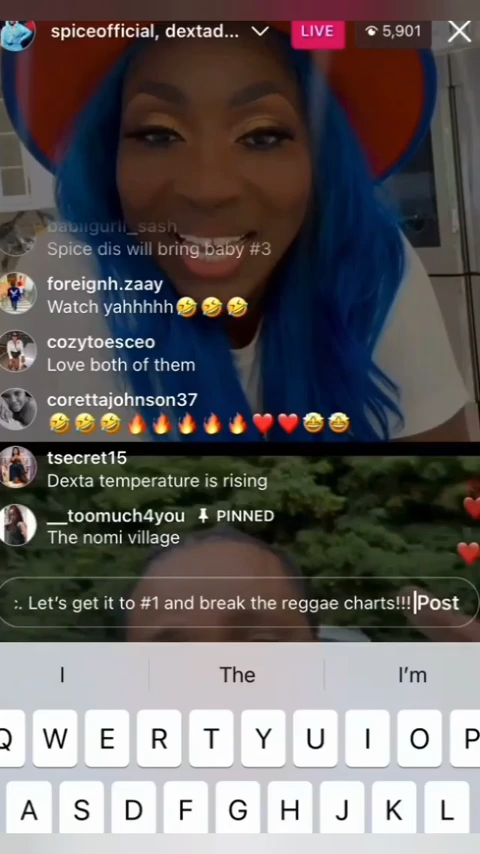 spiceofficial, dextad...
LIVE
5,901
babiigurll_sash
Spice dis will bring baby #3
foreignh.zaay
Watch yahhhhh🤣🤣🤣
cozytoesceo
Love both of them
corettajohnson37
🤣🤣🤣🔥🔥🔥🔥🔥❤️❤️🤩🤩
tsecret15
Dexta temperature is rising
__toomuch4you PINNED
The nomi village
:. Let's get it to #1 and break the reggae charts!!! Post
I The I'm
Q W E R T Y U I O P
A S D F G H J K L